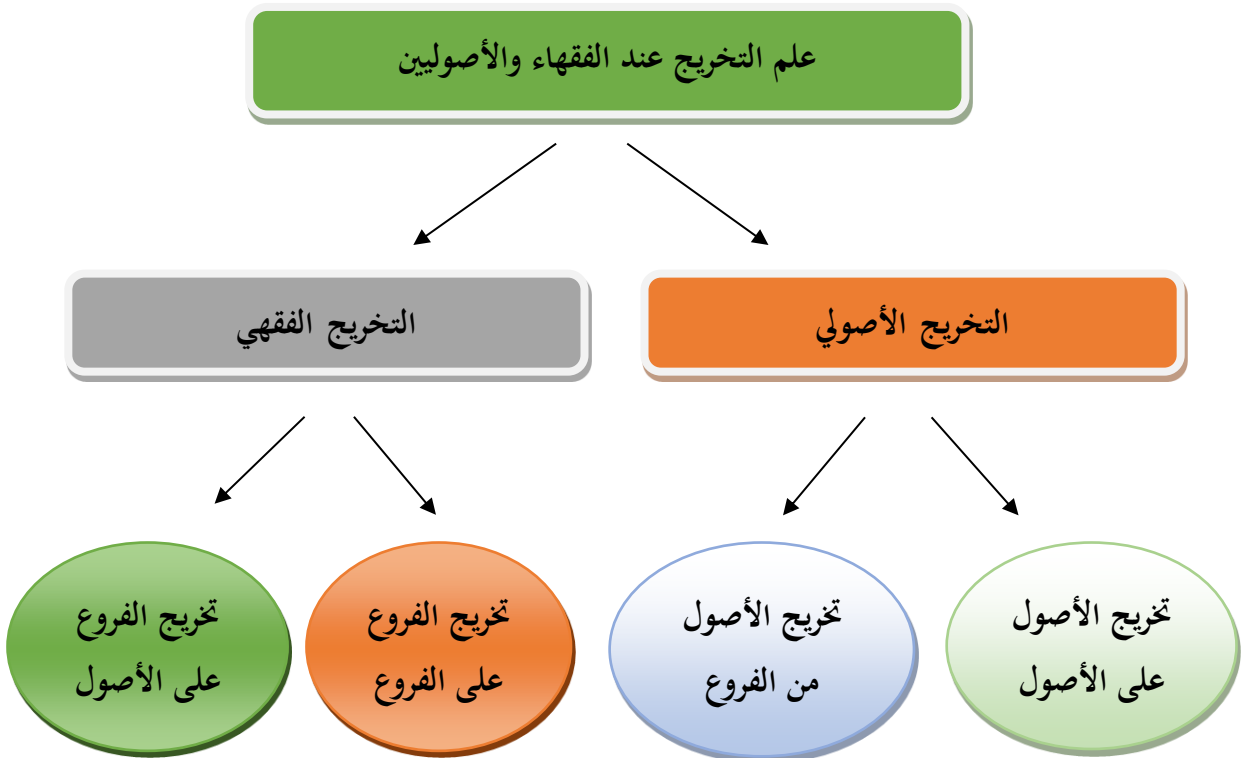 علم التخريج عند الفقهاء والأصوليين
التخريج الأصولي
التخريج الفقهي
تخريج الأصول
على الأصول
تخريج الأصول
من الفروع
تخريج الفروع
على الفروع
تخريج الفروع
على الأصول